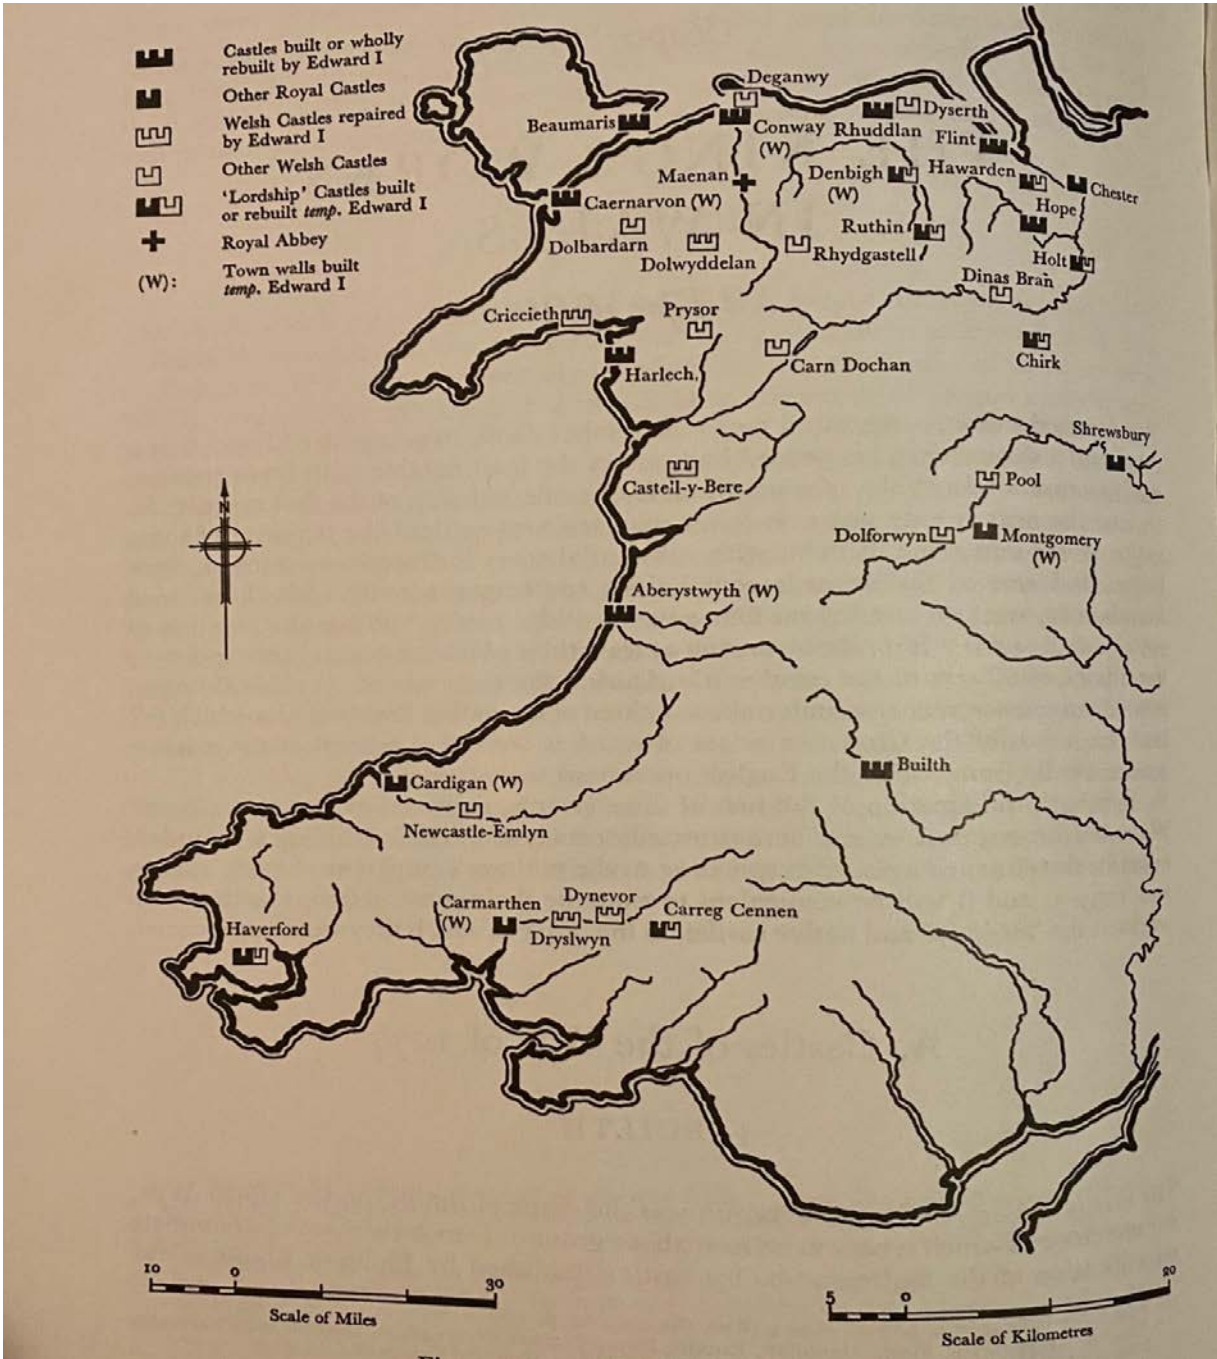 Castles built or wholly
rebuilt by Edward I
Other Royal Castles
Welsh Castles repaired
by Edward I
Other Welsh Castles
'Lordship' Castles built
or rebuilt temp. Edward I
Royal Abbey
(W):
Town walls built
temp. Edward I
Deganwy
Beaumaris
Conway
(W)
Rhuddlan
Dyserth
Flint
Maenan
Denbigh
(W)
Hawarden
Chester
Caernarvon (W)
Hope
Dolbardarn
Ruthin
Dolwyddelan
Rhydgastell
Holt
Dinas Bran
Criccieth
Prysor
Harlech
Carn Dochan
Chirk
Shrewsbury
Castell-y-Bere
Pool
N
Dolforwyn
Montgomery
(W)
Aberystwyth (W)
Builth
Cardigan (W)
Newcastle-Emlyn
Carmarthen
(W)
Dynevor
Carreg Cennen
Haverford
Dryslwyn
10 0 30
Scale of Miles
5 0 20
Scale of Kilometres